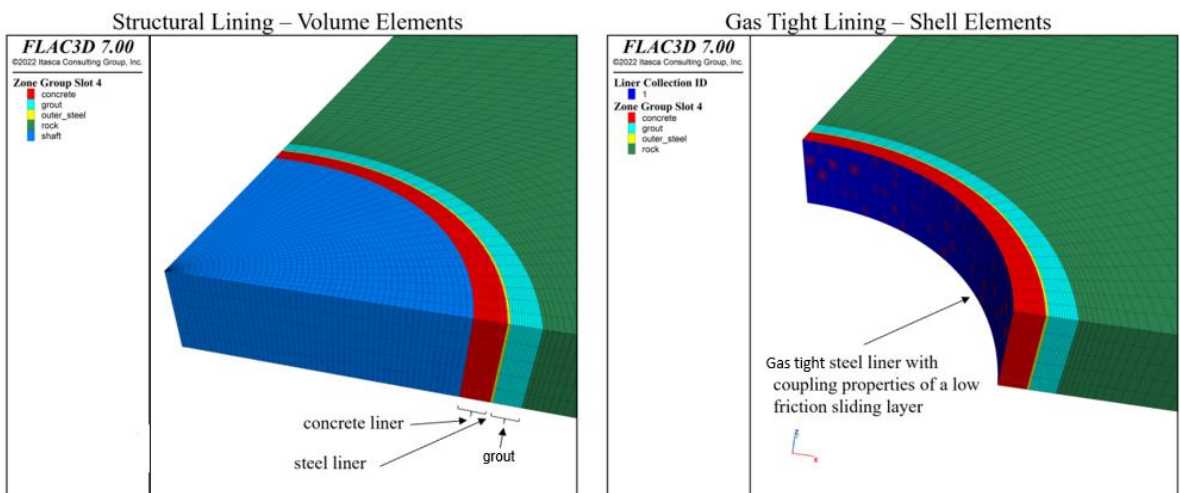 Structural Lining – Volume Elements
FLAC3D 7.00
©2022 Itasca Consulting Group, Inc.
Zone Group Slot 4
concrete
grout
outer_steel
rock
shaft
concrete liner
steel liner
grout
Gas Tight Lining – Shell Elements
FLAC3D 7.00
©2022 Itasca Consulting Group, Inc.
Liner Collection ID
1
Zone Group Slot 4
concrete
grout
outer_steel
rock
Gas tight steel liner with
coupling properties of a low
friction sliding layer
z
x